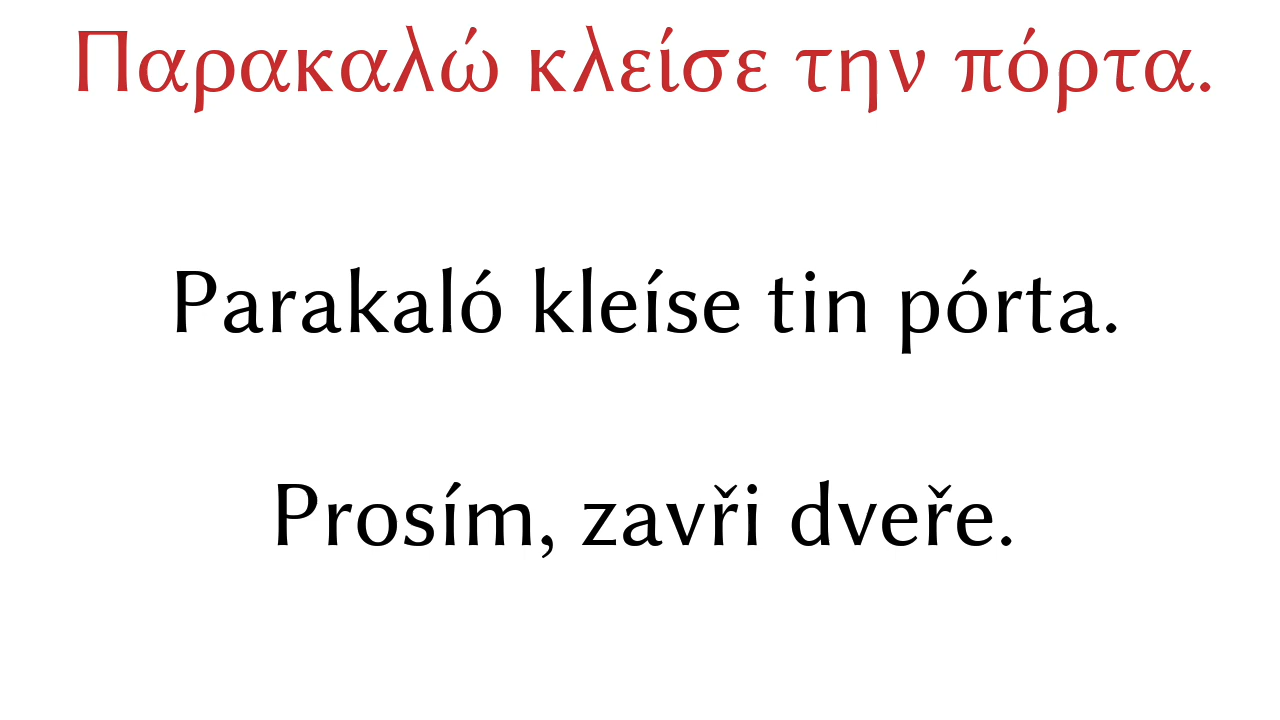 Παρακαλώ κλείσε την πόρτα.
Parakaló kleíse tin pórta.
Prosím, zavři dveře.